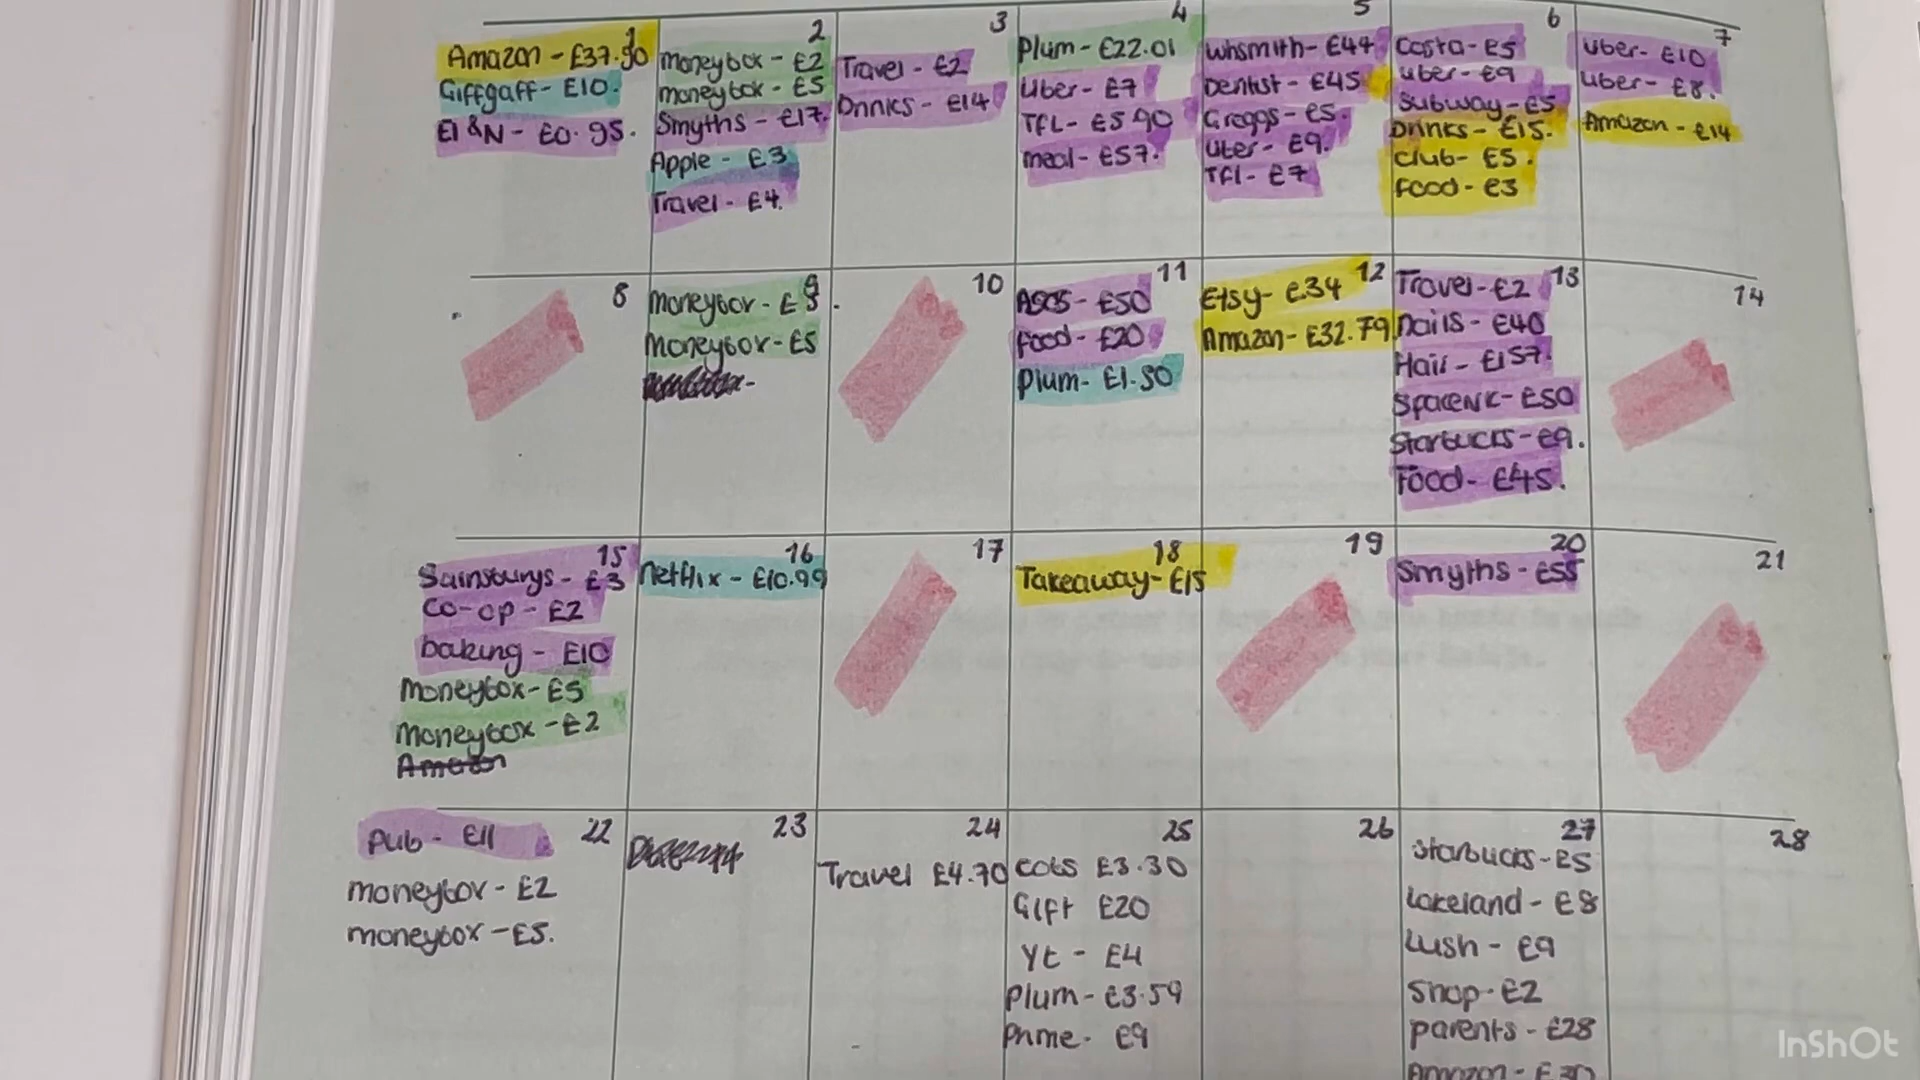 1
Amazon - £37.90
Giffgaff - £10.
El &N - £0.95.
2
moneybox - £2
moneybox - £5
Smyths - £17.
Apple - £3
Travel - £4.
3
Travel - £2
Drinks - £14
4
Plum - £22.01
Uber - £7
TFL - £5.90
meal - £57.
5
Whsmith - £44
Dentist - £45
Greggs - £5.
Uber - £9.
Tfl - £7
6
Costa - £5
Uber - £9
Subway - £5
Drinks - £15.
Club - £5.
Food - £3
7
Uber - £10
Uber - £8.
Amazon - £14
8
9
moneybox - £
Moneybox - £5
10
11
ASOS - £50
Food - £20
Plum - £1.50
12
Etsy - £34
Amazon - £32.79
13
Travel - £2
nails - £40
Hair - £157.
SpaceNK - £50
Starbucks - £9.
Food - £45.
14
15
Sainsburys - £3
Co-op - £2
baking - £10
moneybox - £5
moneybox - £2
Amazon
16
Netflix - £10.99
17
18
Takeaway - £15
19
20
Smyths - £55
21
22
Pub - £11
moneybox - £2
moneybox - £5.
23
24
Travel £4.70
25
Cots £3.30
Gift £20
Yt - £4
Plum - £3.59
Prime - £9
26
27
Starbucks - £5
Lakeland - £8
Lush - £9
Shop - £2
parents - £28
Amazon - £30
28
InShOt